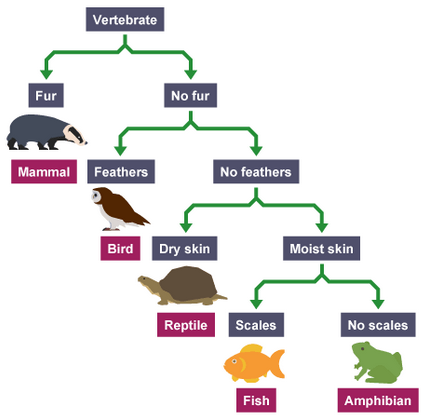 Vertebrate
Fur
No fur
Mammal
Feathers
No feathers
Bird
Dry skin
Moist skin
Reptile
Scales
No scales
Fish
Amphibian